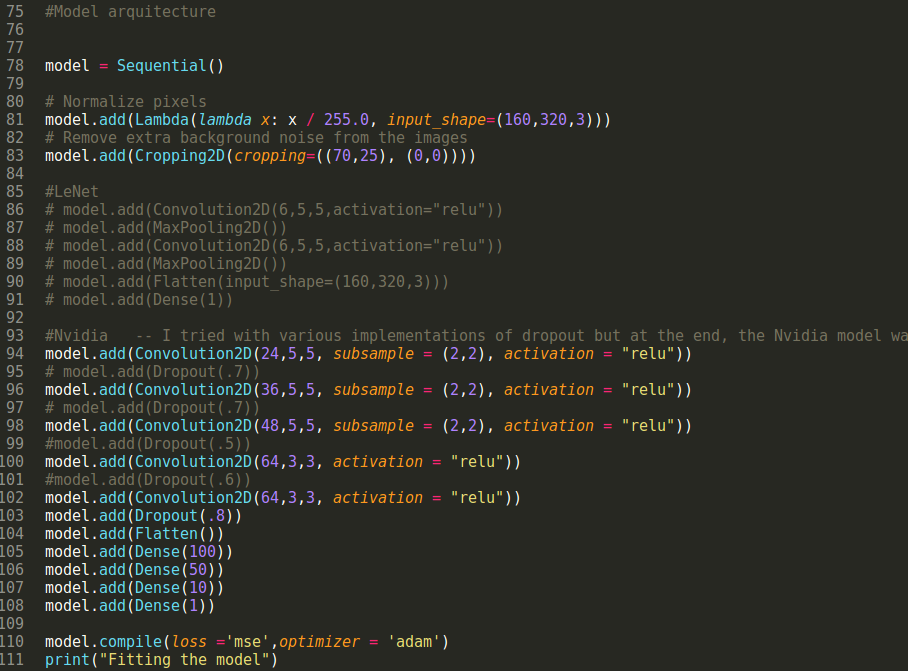 75 #Model arquitecture
76
77
78 model = Sequential()
79
80 # Normalize pixels
81 model.add(Lambda(lambda x: x / 255.0, input_shape=(160,320,3)))
82 # Remove extra background noise from the images
83 model.add(Cropping2D(cropping=((70,25), (0,0))))
84
85 #LeNet
86 # model.add(Convolution2D(6,5,5,activation="relu"))
87 # model.add(MaxPooling2D())
88 # model.add(Convolution2D(6,5,5,activation="relu"))
89 # model.add(MaxPooling2D())
90 # model.add(Flatten(input_shape=(160,320,3)))
91 # model.add(Dense(1))
92
93 #Nvidia   -- I tried with various implementations of dropout but at the end, the Nvidia model wa
94 model.add(Convolution2D(24,5,5, subsample = (2,2), activation = "relu"))
95 # model.add(Dropout(.7))
96 model.add(Convolution2D(36,5,5, subsample = (2,2), activation = "relu"))
97 # model.add(Dropout(.7))
98 model.add(Convolution2D(48,5,5, subsample = (2,2), activation = "relu"))
99 #model.add(Dropout(.5))
100 model.add(Convolution2D(64,3,3, activation = "relu"))
101 #model.add(Dropout(.6))
102 model.add(Convolution2D(64,3,3, activation = "relu"))
103 model.add(Dropout(.8))
104 model.add(Flatten())
105 model.add(Dense(100))
106 model.add(Dense(50))
107 model.add(Dense(10))
108 model.add(Dense(1))
109
110 model.compile(loss ='mse',optimizer = 'adam')
111 print("Fitting the model")